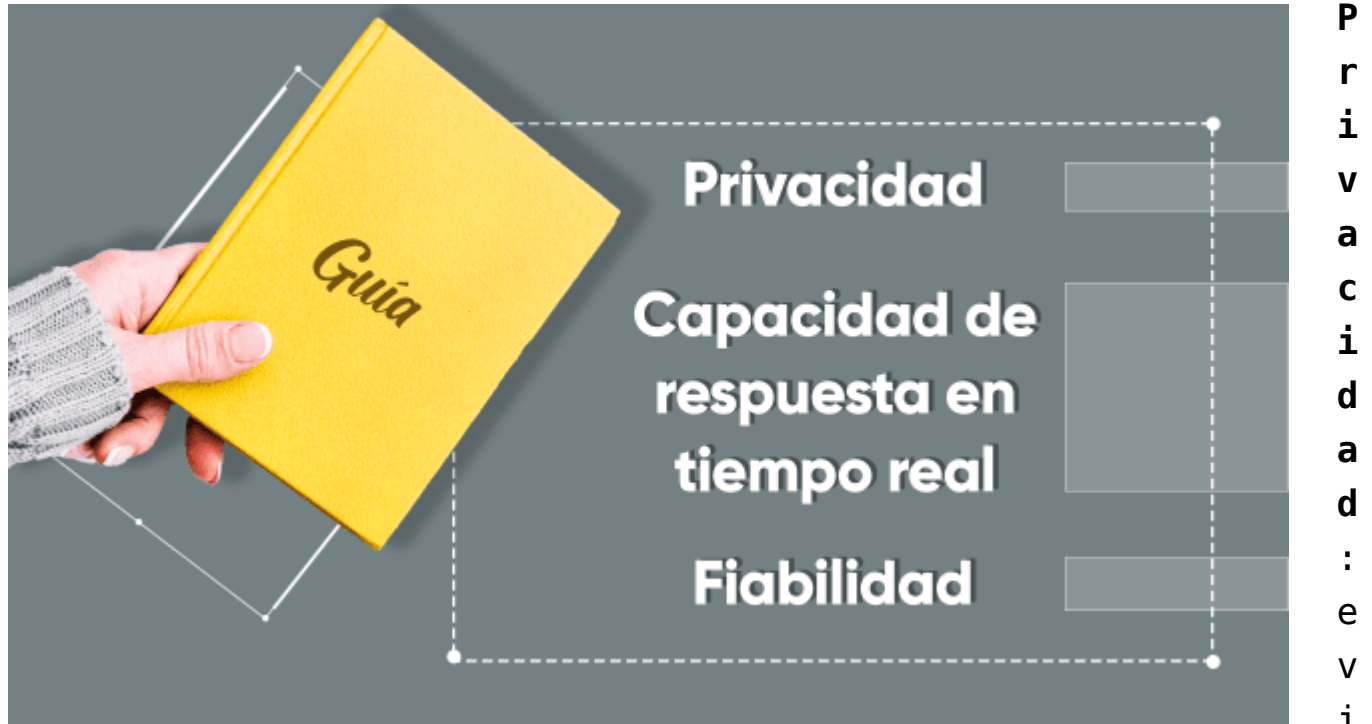 Guía
Privacidad
Capacidad de
respuesta en
tiempo real
Fiabilidad
P
r
i
v
a
c
i
d
a
d
:
e
v
i